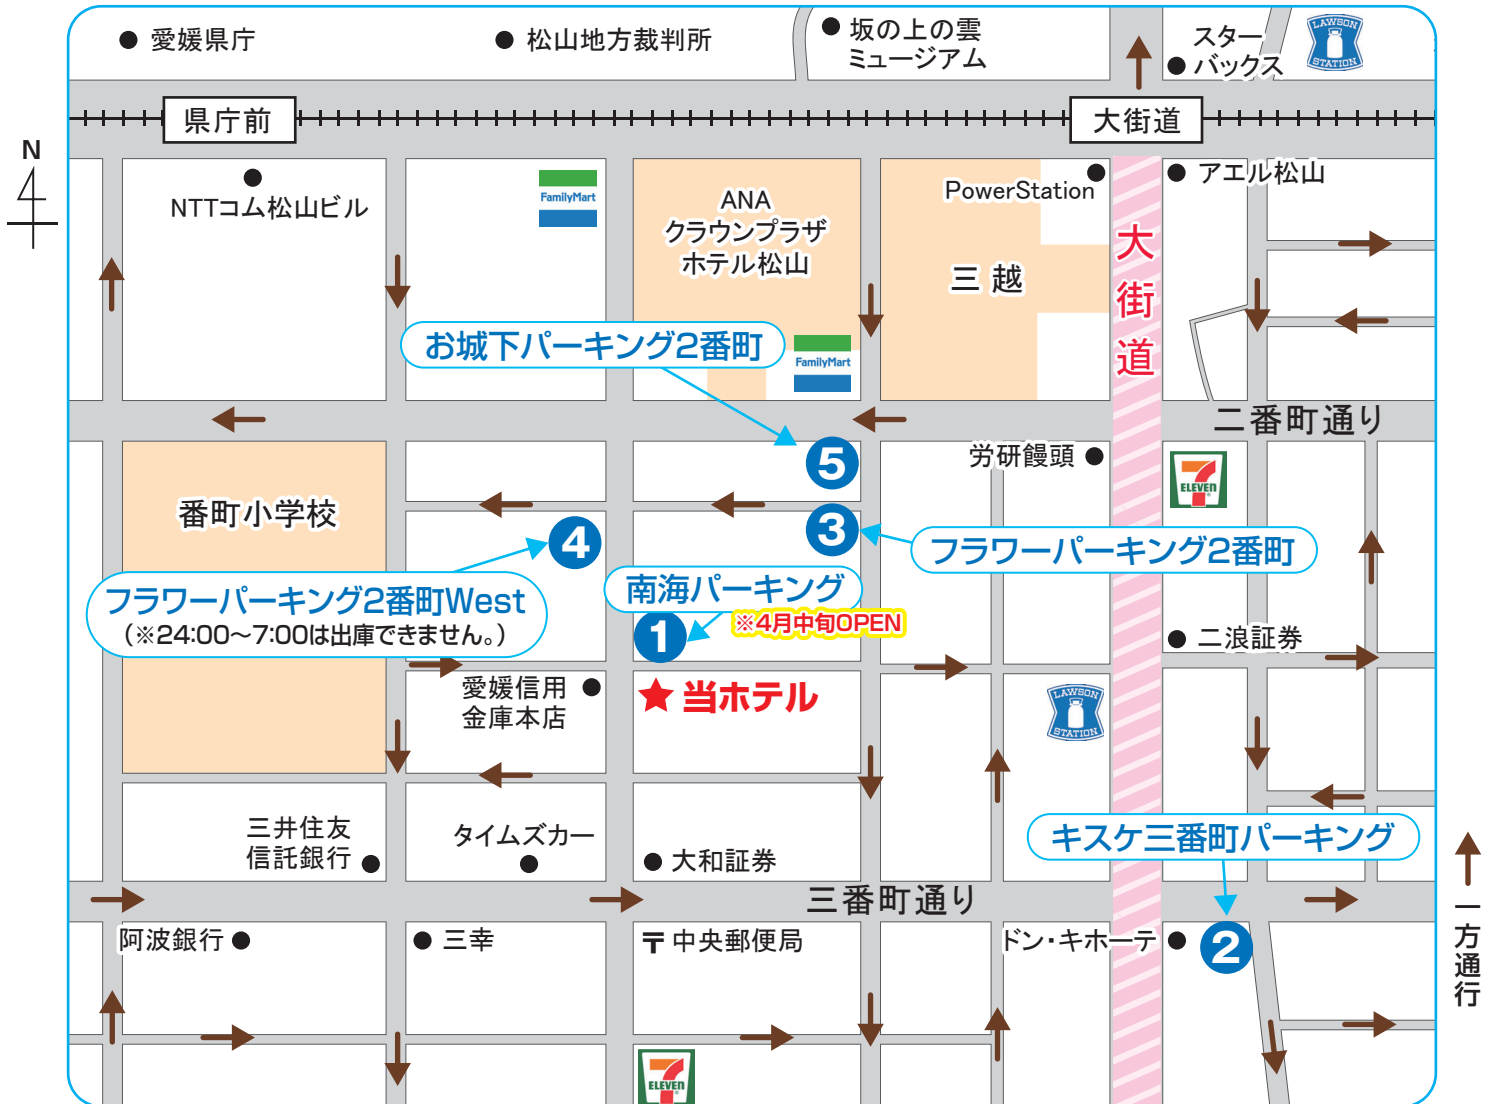 愛媛県庁
松山地方裁判所
坂の上の雲
ミュージアム
スター
バックス
LAWSON
STATION
県庁前
大街道
N
NTTコム松山ビル
FamilyMart
ANA
クラウンプラザ
ホテル松山
PowerStation
三越
アエル松山
大街道
お城下パーキング2番町
FamilyMart
二番町通り
番町小学校
5
労研饅頭
7
ELEVEN
4
3
フラワーパーキング2番町
フラワーパーキング2番町West
(※24:00〜7:00は出庫できません。)
南海パーキング
※4月中旬OPEN
1
二浪証券
愛媛信用
金庫本店
★当ホテル
LAWSON
STATION
三井住友
信託銀行
タイムズカー
大和証券
キスケ三番町パーキング
三番町通り
阿波銀行
三幸
〒中央郵便局
ドン・キホーテ
2
一方通行
7
ELEVEN